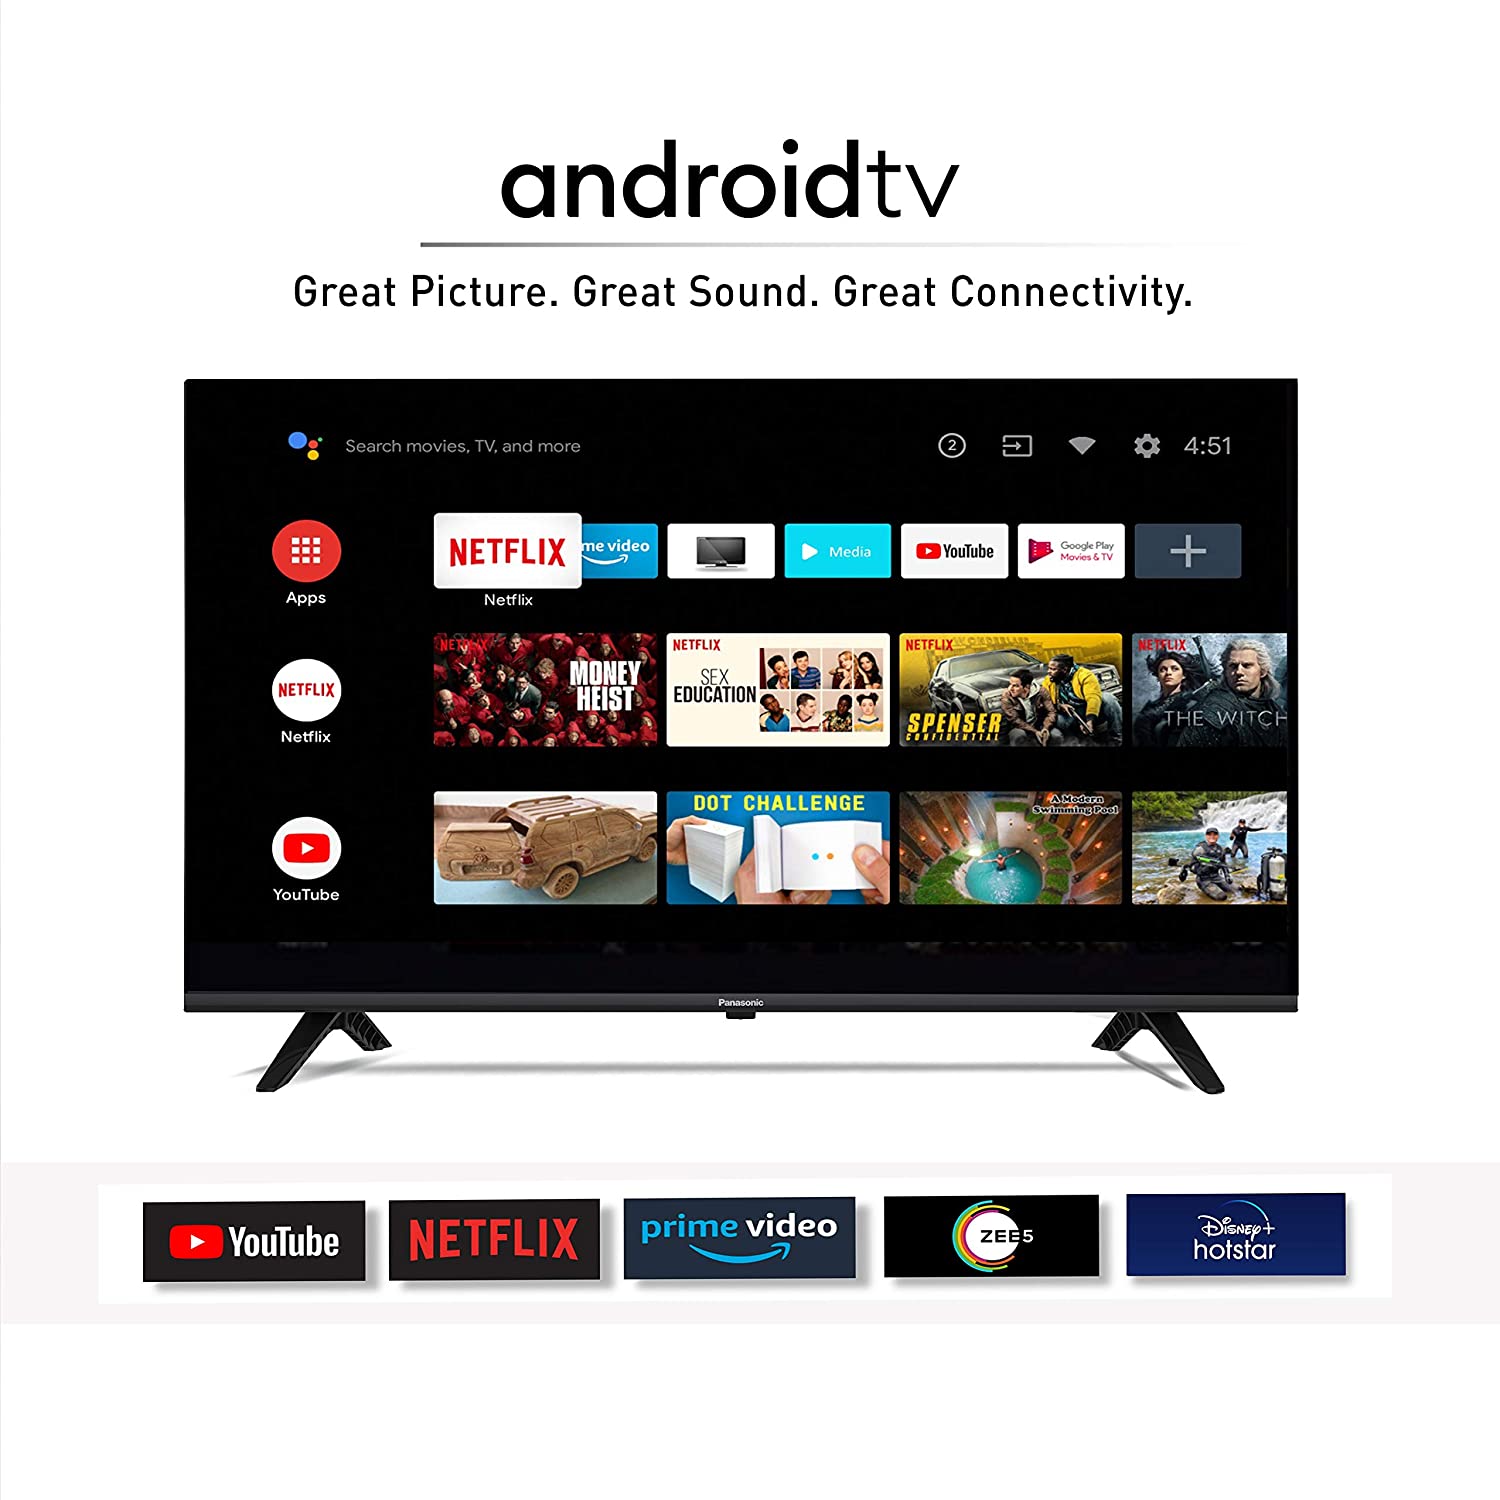 androidtv
Great Picture. Great Sound. Great Connectivity.
Search movies, TV, and more
2
4:51
Apps
NETFLIX
me video
Media
YouTube
Google Play
Movies & TV
Netflix
NETFLIX
Netflix
NETFLIX
MONEY
HEIST
NETFLIX
SEX
EDUCATION
NETFLIX
WONDERLAND
SPENSER
CONFIDENTIAL
NETFLIX
THE WITCH
YouTube
DOT CHALLENGE
A Modern
Swimming Pool
Panasonic
YouTube
NETFLIX
prime video
ZEE5
Disney+
hotstar